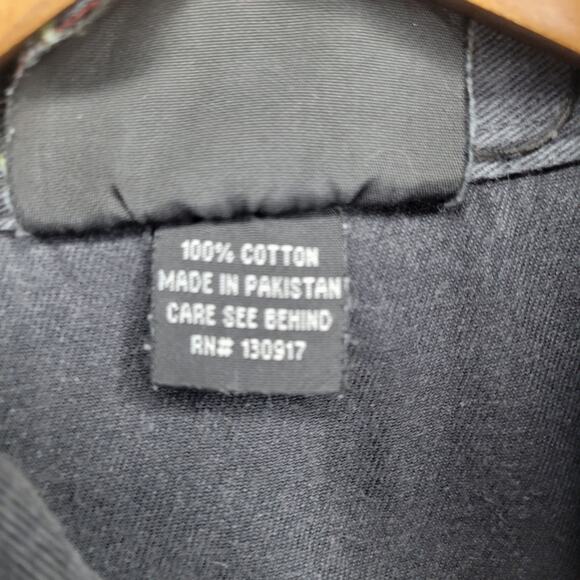 100% COTTON
MADE IN PAKISTAN
CARE SEE BEHIND
RN# 130917